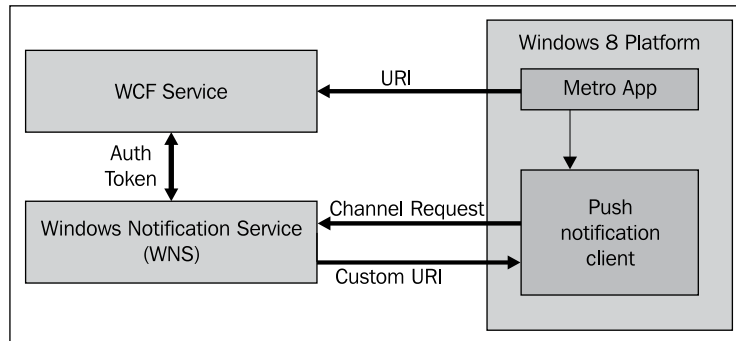 Windows 8 Platform
WCF Service
URI
Metro App
Auth
Token
Windows Notification Service
(WNS)
Channel Request
Custom URI
Push
notification
client